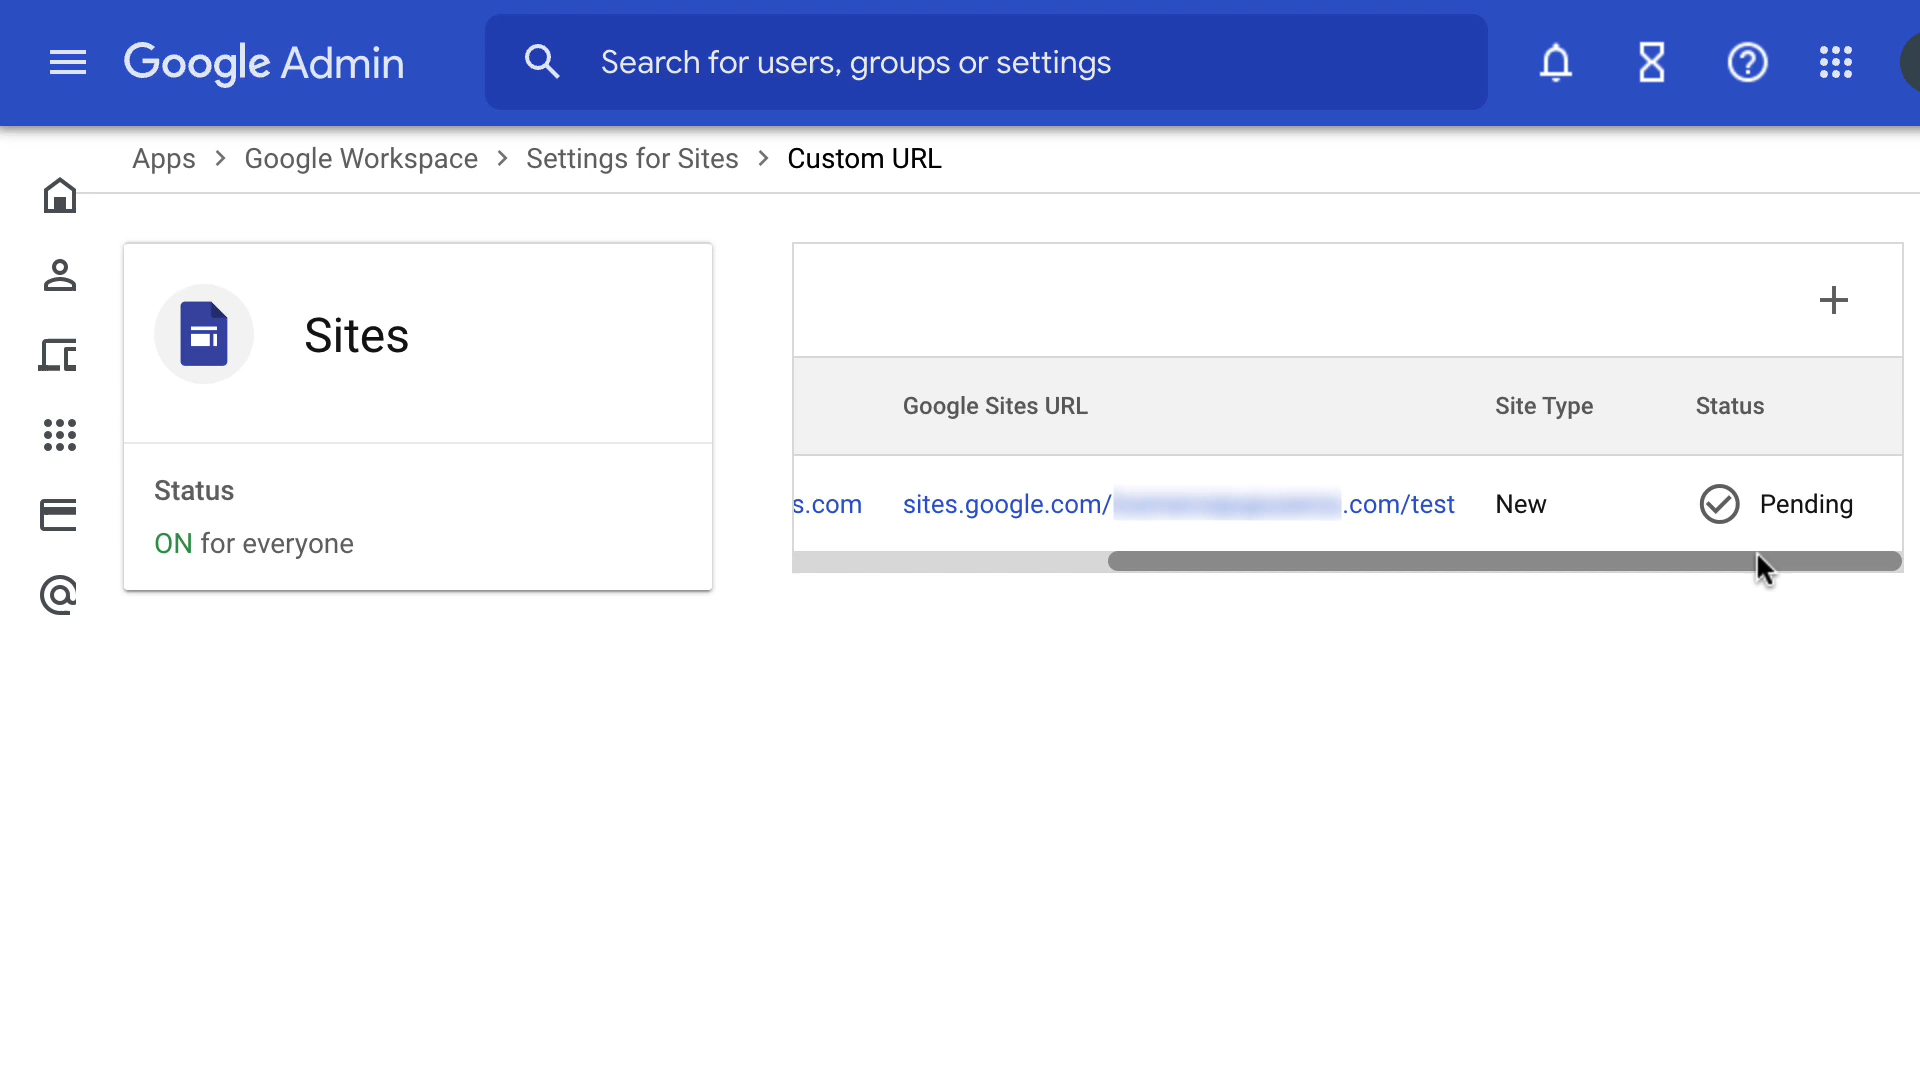 Google Admin
Search for users, groups or settings
Apps > Google Workspace > Settings for Sites > Custom URL
Sites
Status
ON for everyone
Google Sites URL Site Type Status
s.com sites.google.com/ .com/test New Pending